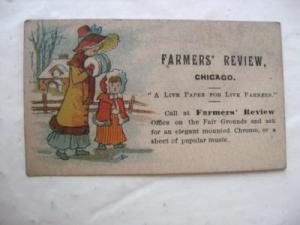 FARMERS' REVIEW,
CHICAGO.
"A LIVE PAPER FOR LIVE FARMERS."
Call at Farmers' Review
Office on the Fair Grounds and ask
for an elegant mounted Chromo, or a
sheet of popular music.